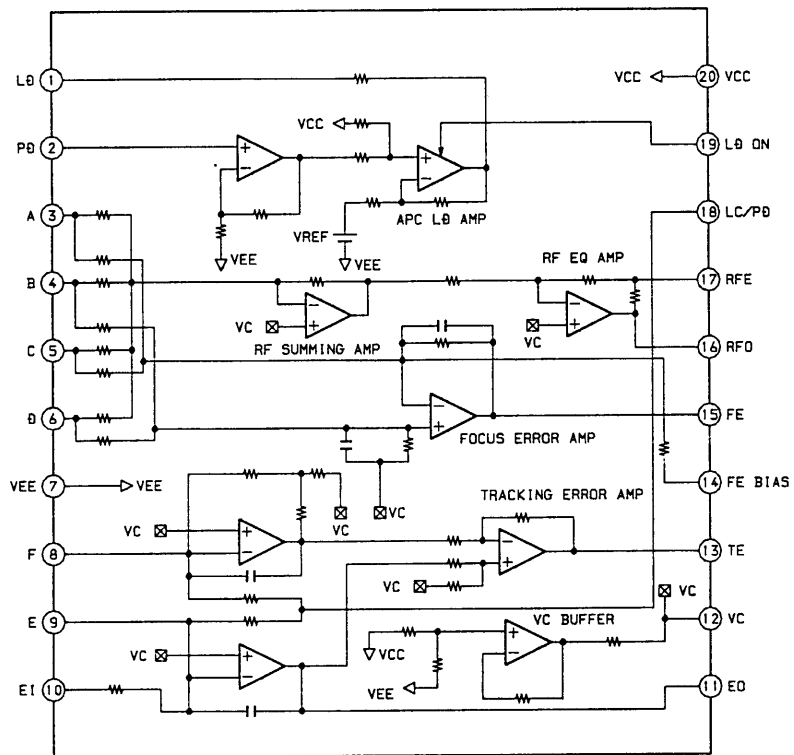 LD 1
20 VCC
VCC
VCC
PD 2
19 LD ON
A 3
APC LD AMP
18 LC/PD
VREF
VEE
VEE
RF EQ AMP
B 4
17 RFE
VC
VC
RF SUMMING AMP
C 5
16 RFO
D 6
15 FE
FOCUS ERROR AMP
VEE 7
VEE
14 FE BIAS
VC
VC
TRACKING ERROR AMP
VC
F 8
13 TE
VC
VC
E 9
VC BUFFER
12 VC
VC
VCC
VEE
EI 10
11 EO